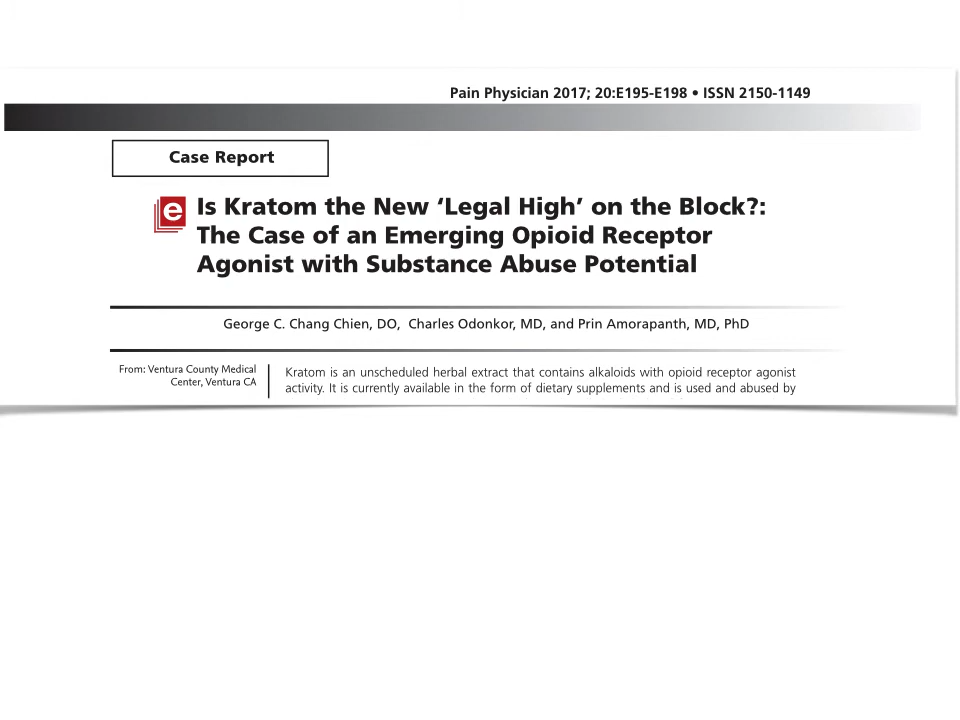 Pain Physician 2017; 20:E195-E198 • ISSN 2150-1149
Case Report
e
Is Kratom the New ‘Legal High’ on the Block?:
The Case of an Emerging Opioid Receptor
Agonist with Substance Abuse Potential
George C. Chang Chien, DO,  Charles Odonkor, MD, and Prin Amorapanth, MD, PhD
From: Ventura County Medical
Center, Ventura CA
Kratom is an unscheduled herbal extract that contains alkaloids with opioid receptor agonist
activity. It is currently available in the form of dietary supplements and is used and abused by